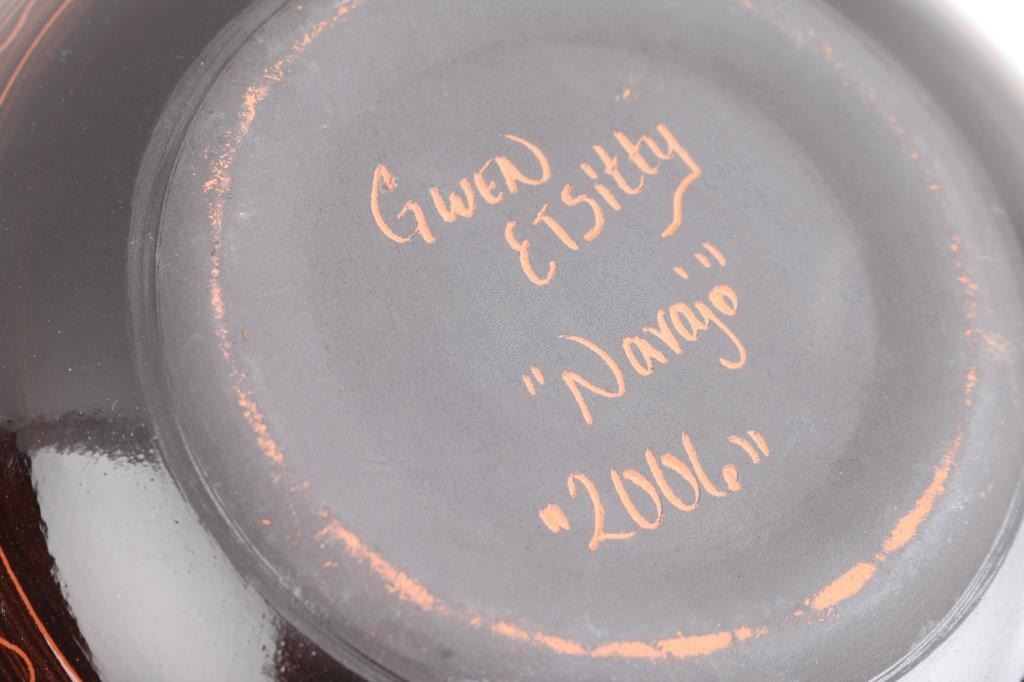 GWEN
ETSitty
"Navajo"
"2006"